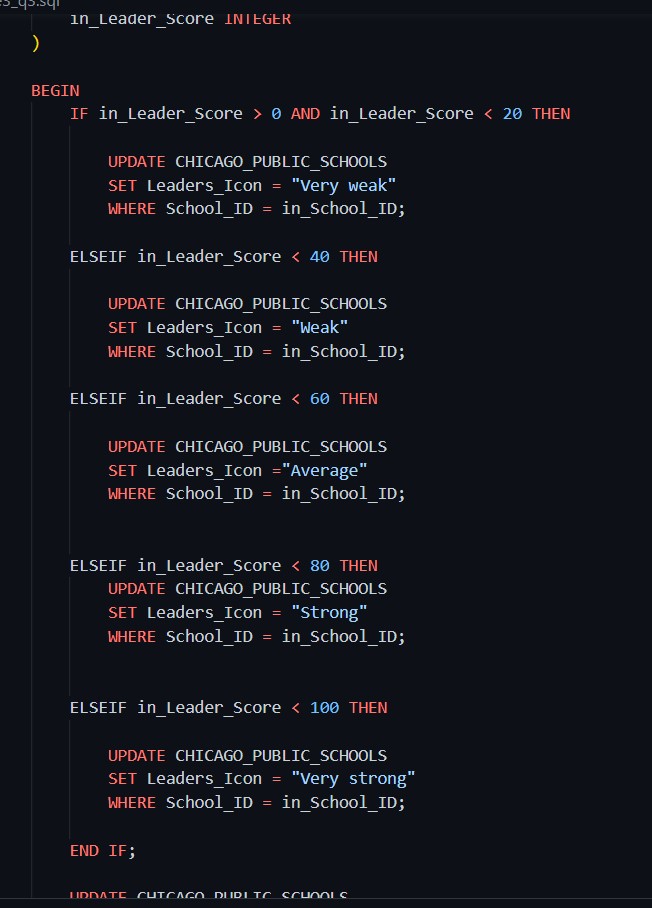 e3_q3.sql
in_Leader_Score INTEGER
)
BEGIN
IF in_Leader_Score > 0 AND in_Leader_Score < 20 THEN
UPDATE CHICAGO_PUBLIC_SCHOOLS
SET Leaders_Icon = "Very weak"
WHERE School_ID = in_School_ID;
ELSEIF in_Leader_Score < 40 THEN
UPDATE CHICAGO_PUBLIC_SCHOOLS
SET Leaders_Icon = "Weak"
WHERE School_ID = in_School_ID;
ELSEIF in_Leader_Score < 60 THEN
UPDATE CHICAGO_PUBLIC_SCHOOLS
SET Leaders_Icon ="Average"
WHERE School_ID = in_School_ID;
ELSEIF in_Leader_Score < 80 THEN
UPDATE CHICAGO_PUBLIC_SCHOOLS
SET Leaders_Icon = "Strong"
WHERE School_ID = in_School_ID;
ELSEIF in_Leader_Score < 100 THEN
UPDATE CHICAGO_PUBLIC_SCHOOLS
SET Leaders_Icon = "Very strong"
WHERE School_ID = in_School_ID;
END IF;
UPDATE CHICAGO_PUBLIC_SCHOOLS